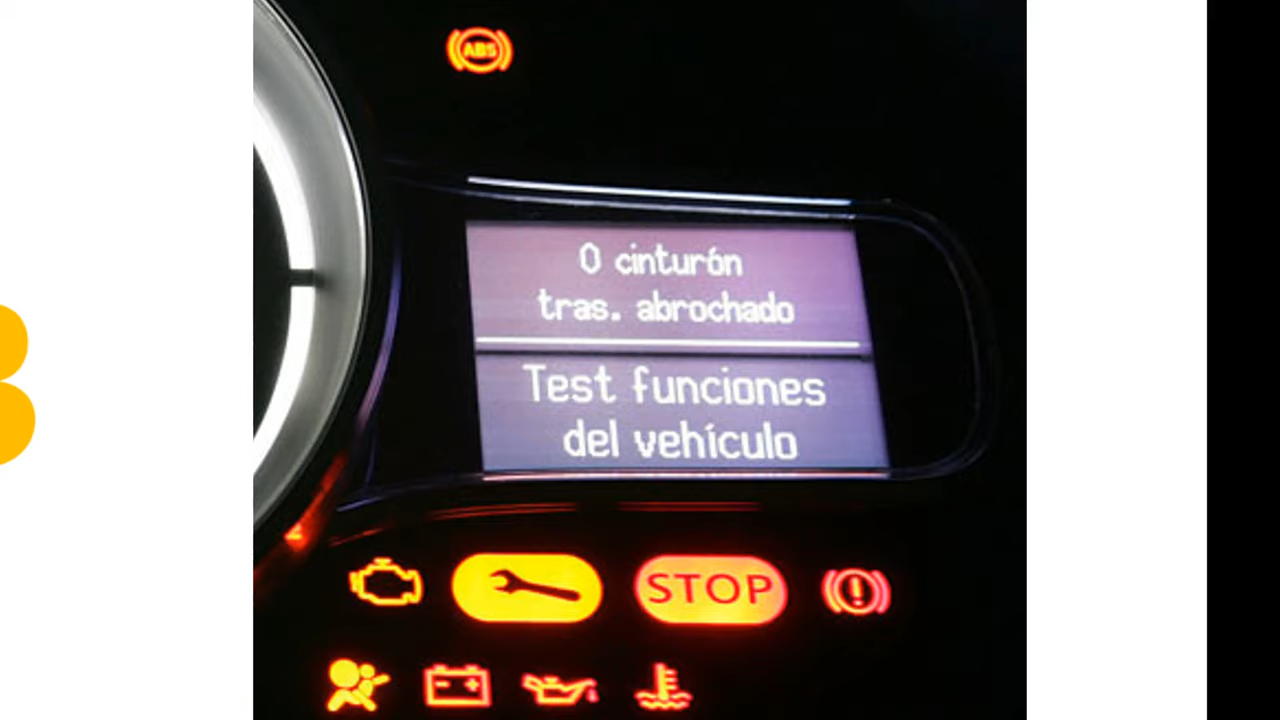 ABS
0 cinturón
tras. abrochado
Test funciones
del vehículo
STOP